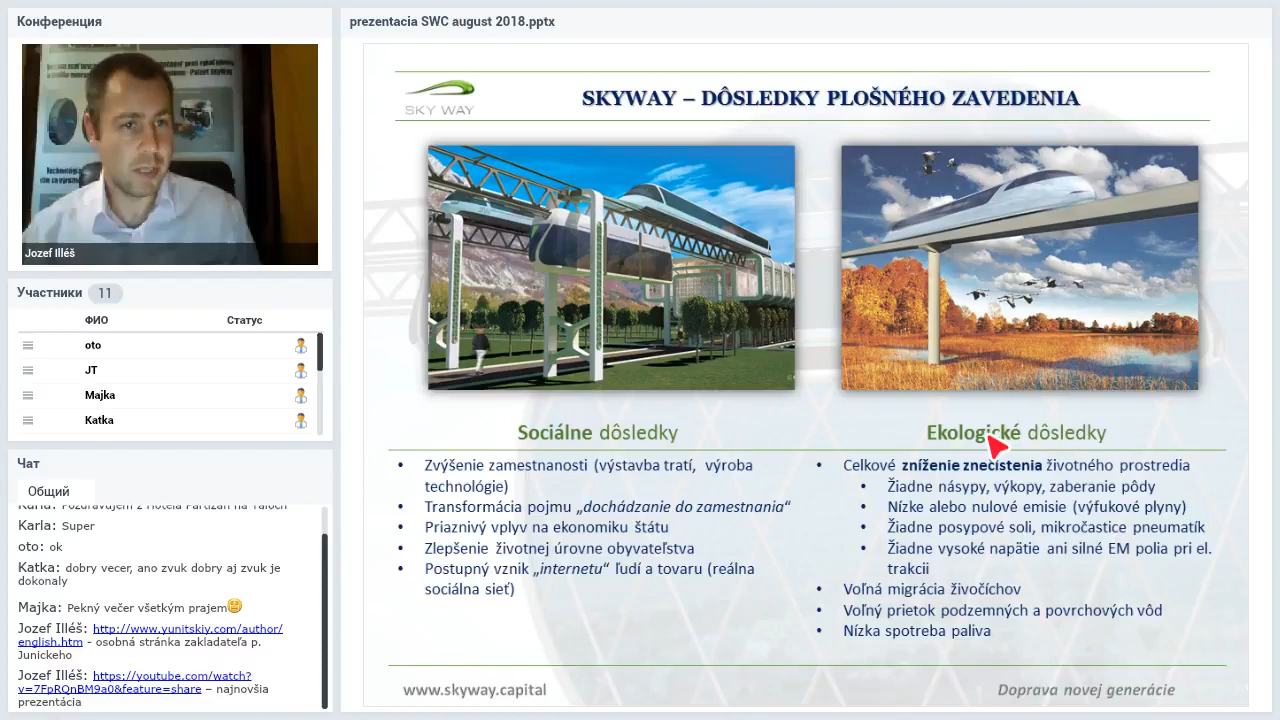 Конференция
Jozef Illéš
Участники 11
ФИО Статус
oto
JT
Majka
Katka
Чат
Общий
Karla: Pozdravujem z Hotela Partizán na Táloch
Karla: Super
oto: ok
Katka: dobry vecer, ano zvuk dobry aj zvuk je
dokonaly
Majka: Pekný večer všetkým prajem
Jozef Illéš: http://www.yunitskiy.com/author/
english.htm - osobná stránka zakladateľa p.
Junickeho
Jozef Illéš: https://youtube.com/watch?
v=7FpRQnBM9a0&feature=share – najnovšia
prezentácia
prezentacia SWC august 2018.pptx
SKY WAY
SKYWAY – DÔSLEDKY PLOŠNÉHO ZAVEDENIA
Sociálne dôsledky
• Zvýšenie zamestnanosti (výstavba tratí, výroba
technológie)
• Transformácia pojmu „dochádzanie do zamestnania“
• Priaznivý vplyv na ekonomiku štátu
• Zlepšenie životnej úrovne obyvateľstva
• Postupný vznik „internetu“ ľudí a tovaru (reálna
sociálna sieť)
Ekologické dôsledky
• Celkové zníženie znečistenia životného prostredia
• Žiadne násypy, výkopy, zaberanie pôdy
• Nízke alebo nulové emisie (výfukové plyny)
• Žiadne posypové soli, mikročastice pneumatík
• Žiadne vysoké napätie ani silné EM polia pri el.
trakcii
• Voľná migrácia živočíchov
• Voľný prietok podzemných a povrchových vôd
• Nízka spotreba paliva
www.skyway.capital
Doprava novej generácie